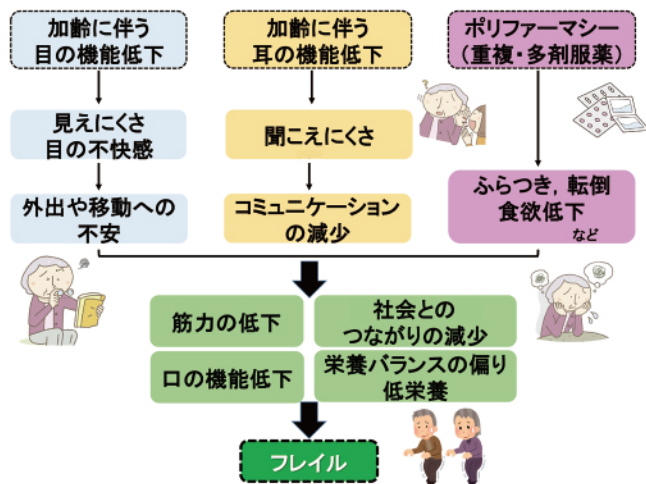 加齢に伴う
目の機能低下
加齢に伴う
耳の機能低下
ポリファーマシー
(重複・多剤服薬)
見えにくさ
目の不快感
聞こえにくさ
外出や移動への
不安
コミュニケーション
の減少
ふらつき，転倒
食欲低下
など
筋力の低下
社会との
つながりの減少
口の機能低下
栄養バランスの偏り
低栄養
フレイル